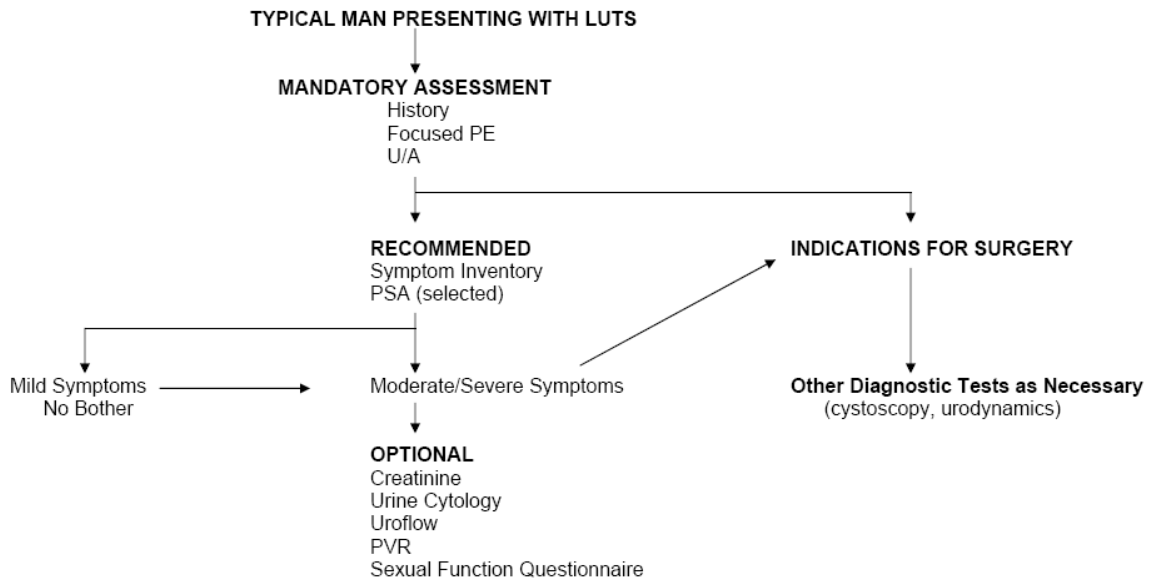 TYPICAL MAN PRESENTING WITH LUTS
MANDATORY ASSESSMENT
History
Focused PE
U/A
RECOMMENDED
Symptom Inventory
PSA (selected)
INDICATIONS FOR SURGERY
Mild Symptoms
No Bother
Moderate/Severe Symptoms
Other Diagnostic Tests as Necessary
(cystoscopy, urodynamics)
OPTIONAL
Creatinine
Urine Cytology
Uroflow
PVR
Sexual Function Questionnaire